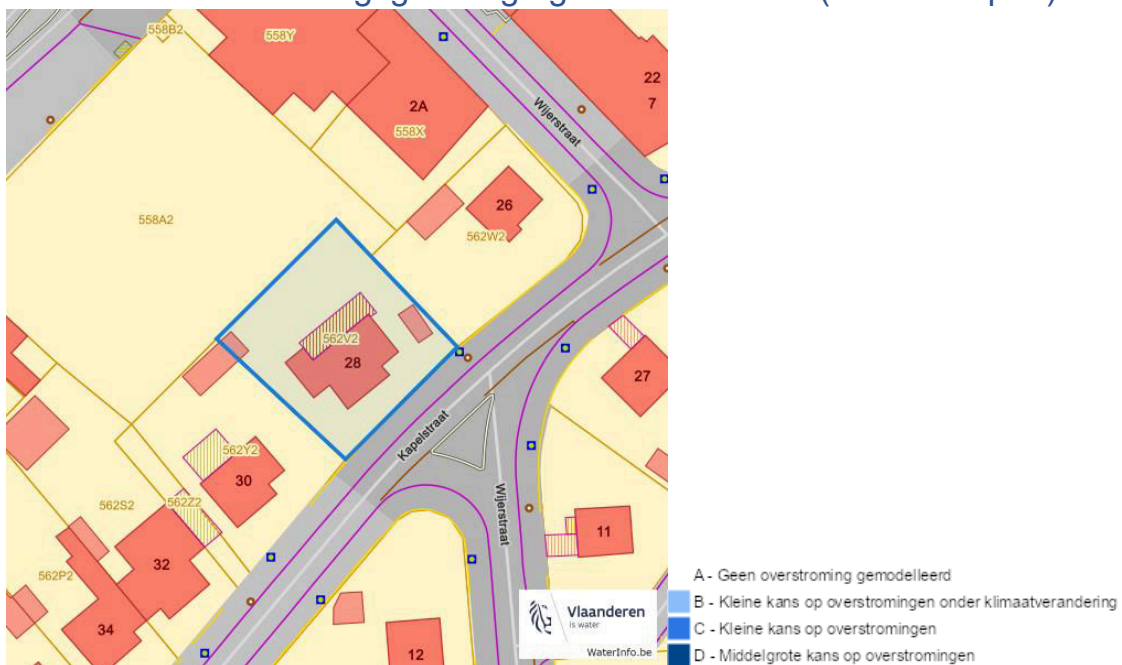 558B2
558Y
22
7
2A
558X
Wijerstraat
26
558A2
562W2
562V2
28
27
Kapelstraat
562Y2
30
Wijerstraat
562S2
562Z2
11
32
562P2
34
12
Vlaanderen
is water
WaterInfo.be
A - Geen overstroming gemodelleerd
B - Kleine kans op overstromingen onder klimaatverandering
C - Kleine kans op overstromingen
D - Middelgrote kans op overstromingen